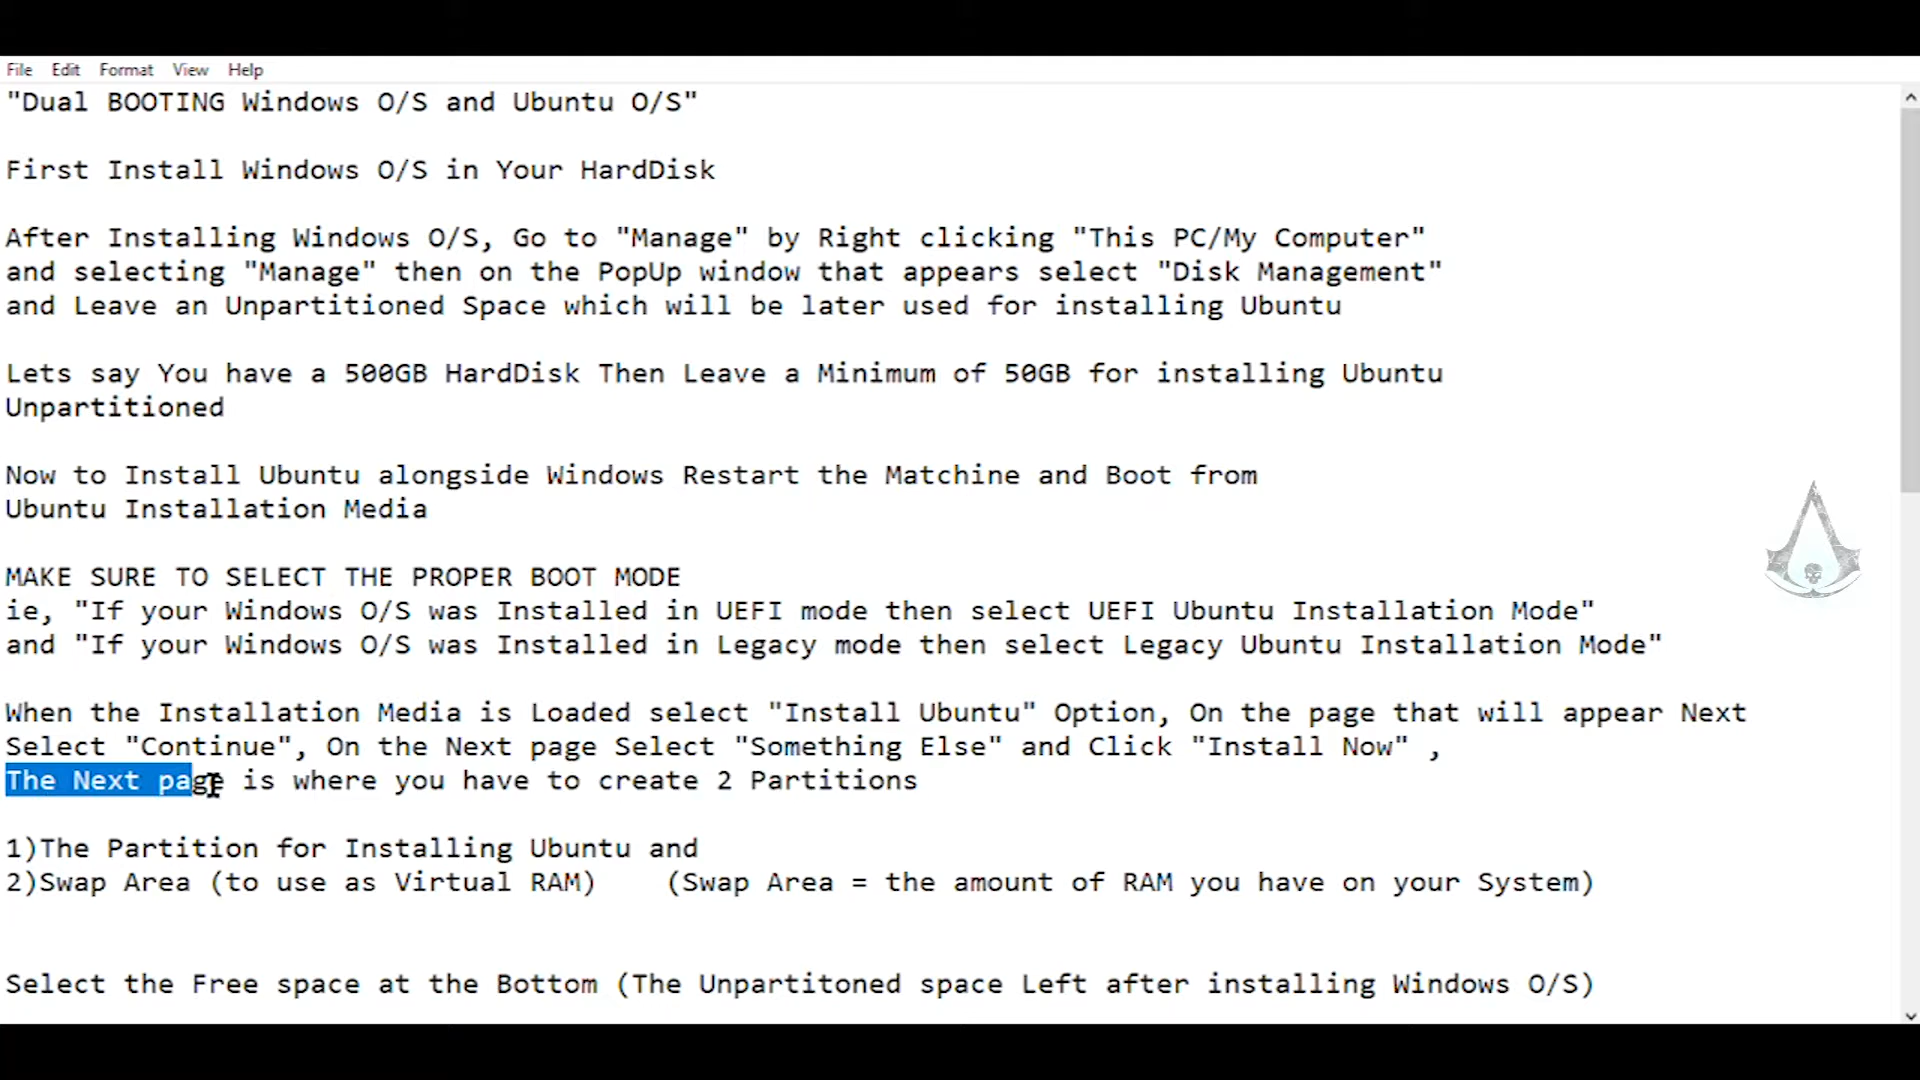 File Edit Format View Help
"Dual BOOTING Windows O/S and Ubuntu O/S"
First Install Windows O/S in Your HardDisk
After Installing Windows O/S, Go to "Manage" by Right clicking "This PC/My Computer"
and selecting "Manage" then on the PopUp window that appears select "Disk Management"
and Leave an Unpartitioned Space which will be later used for installing Ubuntu
Lets say You have a 500GB HardDisk Then Leave a Minimum of 50GB for installing Ubuntu
Unpartitioned
Now to Install Ubuntu alongside Windows Restart the Matchine and Boot from
Ubuntu Installation Media
MAKE SURE TO SELECT THE PROPER BOOT MODE
ie, "If your Windows O/S was Installed in UEFI mode then select UEFI Ubuntu Installation Mode"
and "If your Windows O/S was Installed in Legacy mode then select Legacy Ubuntu Installation Mode"
When the Installation Media is Loaded select "Install Ubuntu" Option, On the page that will appear Next
Select "Continue", On the Next page Select "Something Else" and Click "Install Now" ,
The Next page is where you have to create 2 Partitions
1)The Partition for Installing Ubuntu and
2)Swap Area (to use as Virtual RAM)    (Swap Area = the amount of RAM you have on your System)
Select the Free space at the Bottom (The Unpartitoned space Left after installing Windows O/S)